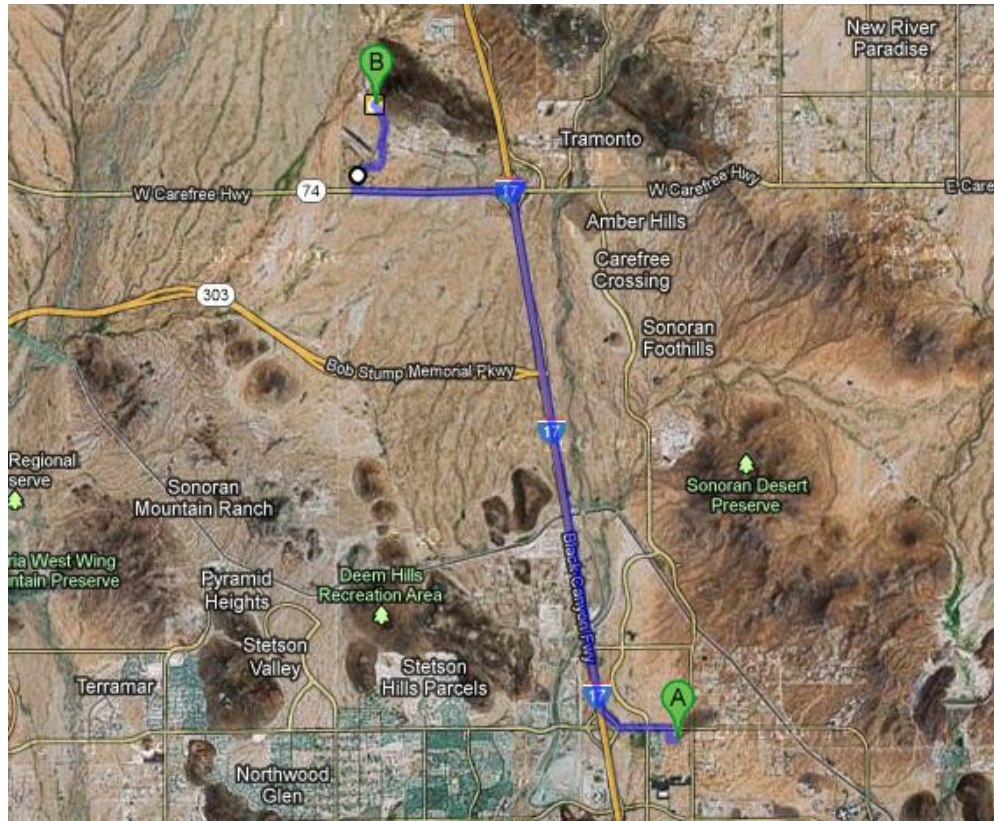 New River
Paradise
B
Tramonto
W Carefree Hwy
74
17
W Carefree Hwy
E Care
Amber Hills
Carefree
Crossing
303
Sonoran
Foothills
Bob Stump Memorial Pkwy
17
Regional
serve
Sonoran
Mountain Ranch
Sonoran Desert
Preserve
ria West Wing
ntain Preserve
Pyramid
Heights
Deem Hills
Recreation Area
Black Canyon Fwy
Stetson
Valley
Stetson
Hills Parcels
Terramar
17
A
Northwood
Glen